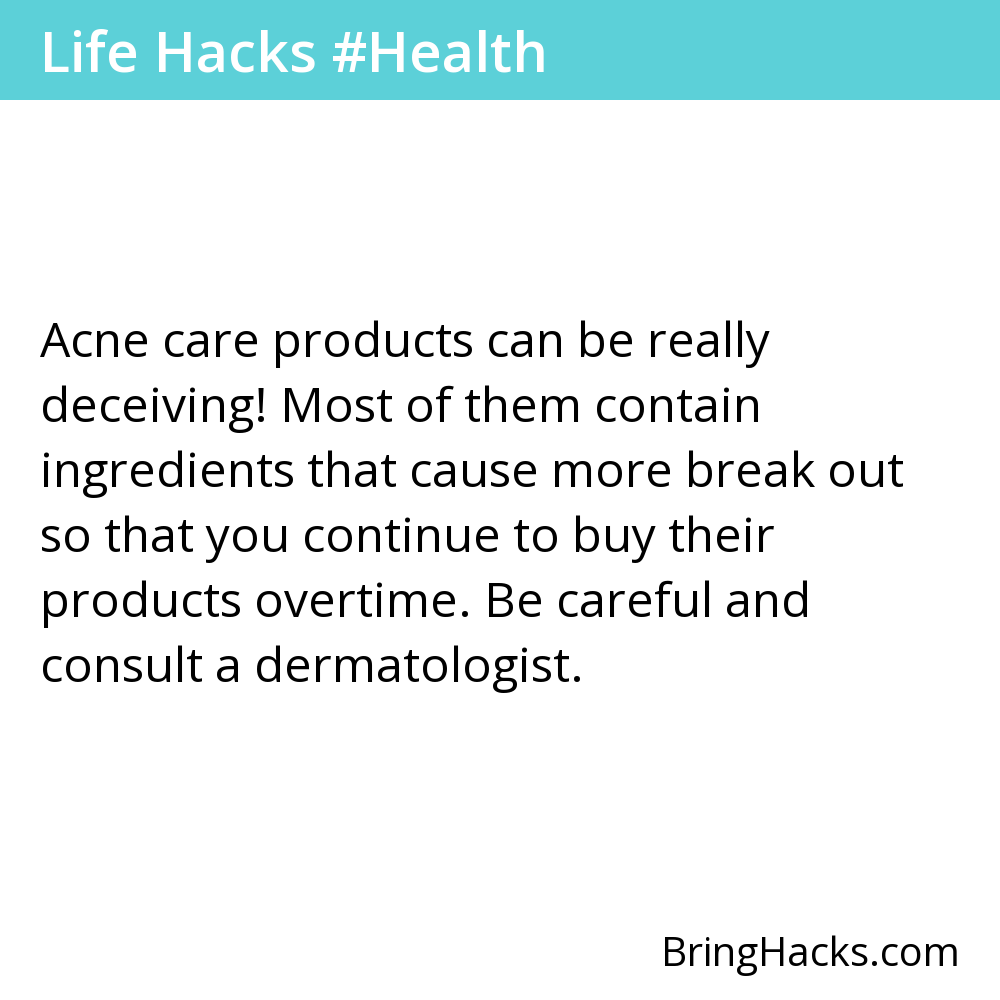 Life Hacks #Health
Acne care products can be really
deceiving! Most of them contain
ingredients that cause more break out
so that you continue to buy their
products overtime. Be careful and
consult a dermatologist.
BringHacks.com